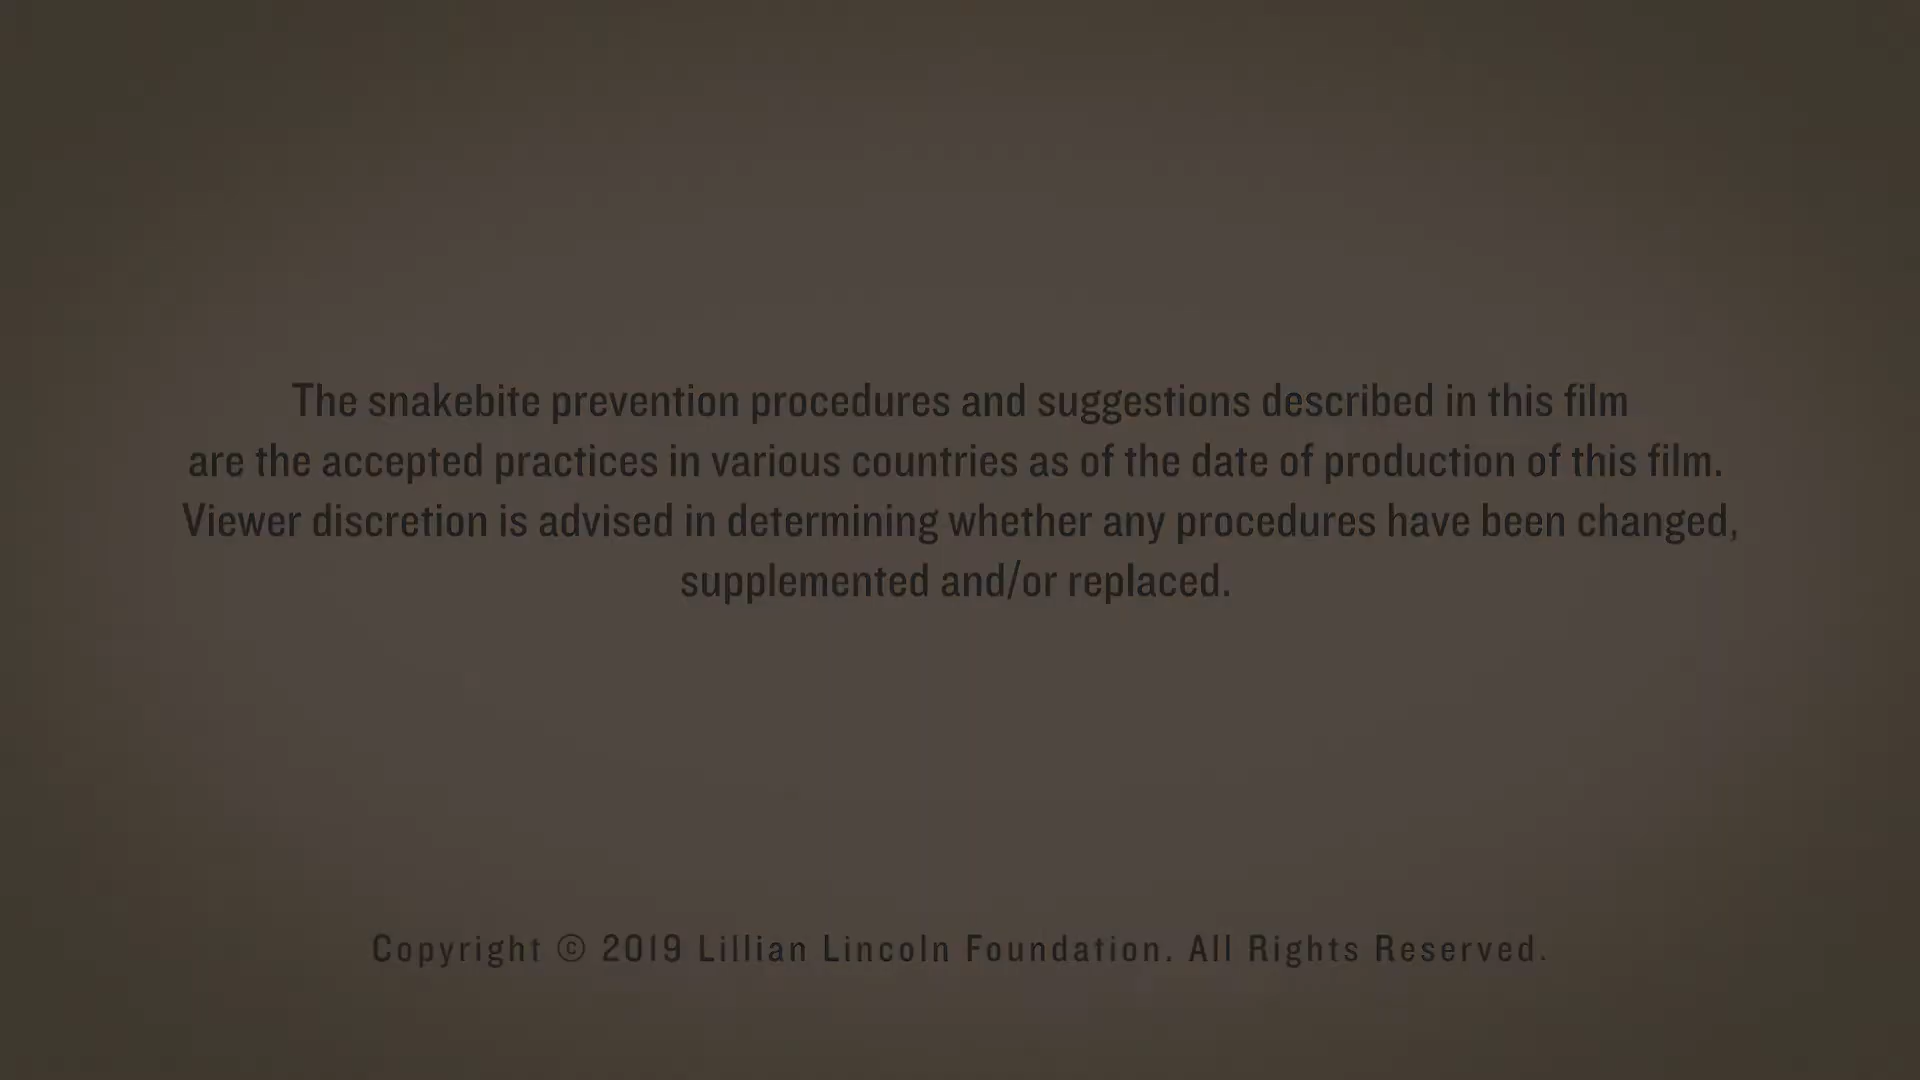 The snakebite prevention procedures and suggestions described in this film
are the accepted practices in various countries as of the date of production of this film.
Viewer discretion is advised in determining whether any procedures have been changed,
supplemented and/or replaced.
Copyright © 2019 Lillian Lincoln Foundation. All Rights Reserved.